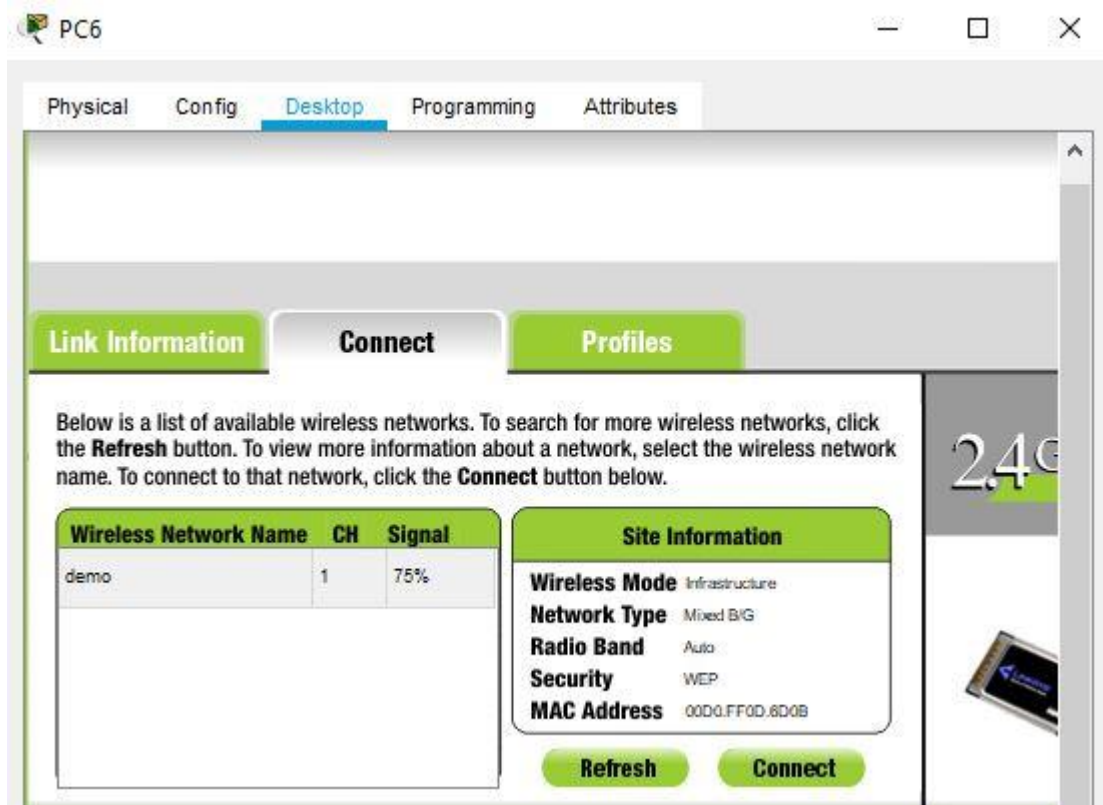 PC6
Physical Config Desktop Programming Attributes
Link Information Connect Profiles
Below is a list of available wireless networks. To search for more wireless networks, click
the Refresh button. To view more information about a network, select the wireless network
name. To connect to that network, click the Connect button below.
Wireless Network Name CH Signal
demo 1 75%
Site Information
Wireless Mode Infrastructure
Network Type Mixed B/G
Radio Band Auto
Security WEP
MAC Address 00D0.FF0D.6D0B
Refresh Connect
2.4G